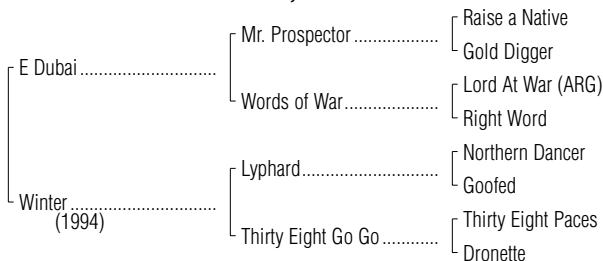 Raise a Native
Mr. Prospector ..................
Gold Digger
E Dubai .............................
Lord At War (ARG)
Words of War....................
Right Word
Northern Dancer
Lyphard.............................
Goofed
Winter ...............................
(1994)
Thirty Eight Paces
Thirty Eight Go Go ............
Dronette